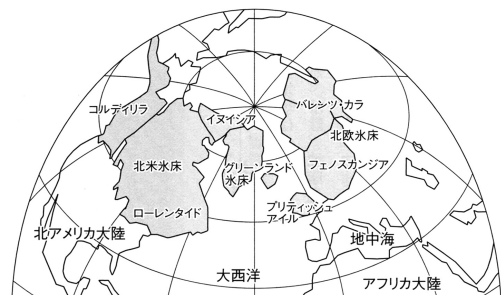 コルディイラ
イヌイシア
バレンツ・カラ
北欧氷床
北米氷床
グリーンランド
氷床
フェノスカンジア
ローレンタイド
ブリティッシュ
アイル
北アメリカ大陸
地中海
大西洋
アフリカ大陸